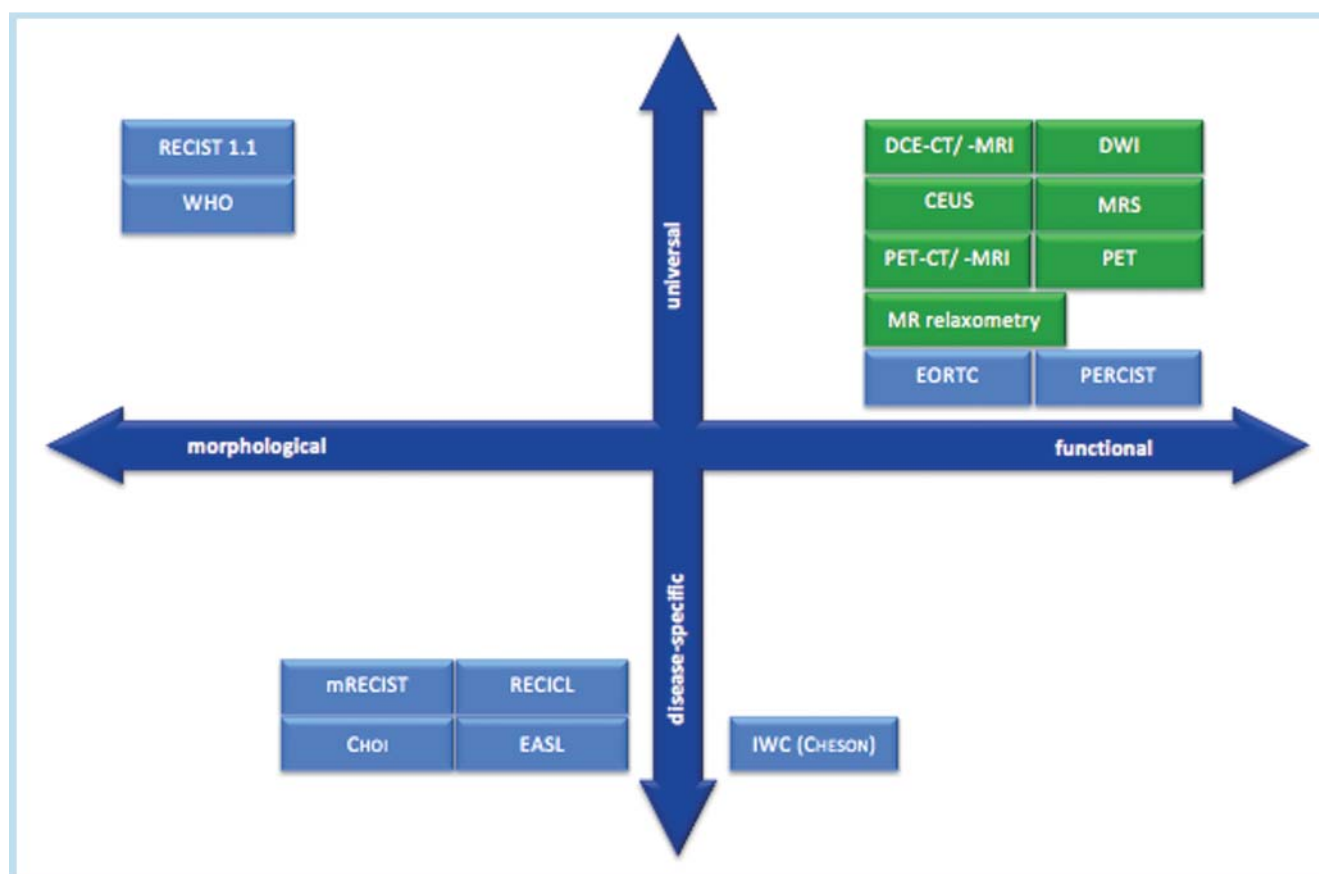 RECIST 1.1
WHO
universal
DCE-CT/ -MRI
DWI
CEUS
MRS
PET-CT/ -MRI
PET
MR relaxometry
EORTC
PERCIST
morphological
functional
disease-specific
mRECIST
RECICL
CHOI
EASL
IWC (CHESON)